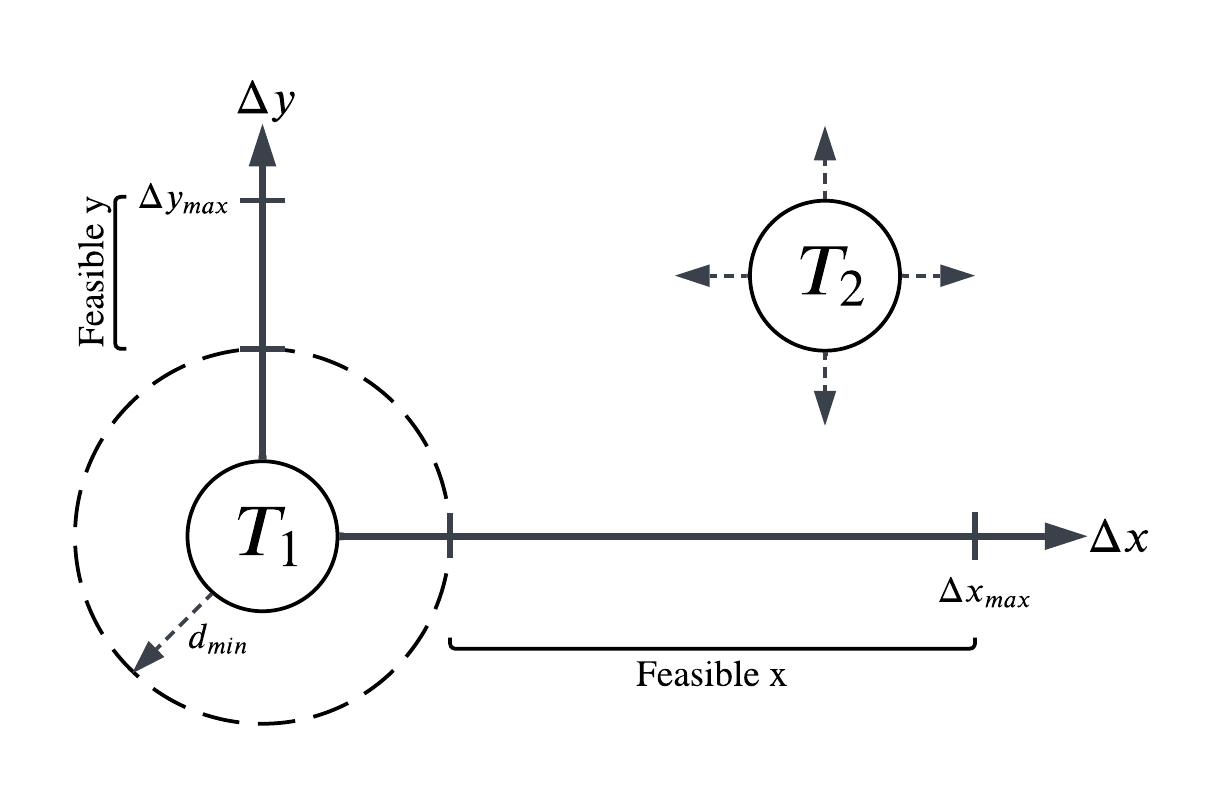 Δy
Δy_max
Feasible y
T_2
T_1
Δx
Δx_max
d_min
Feasible x